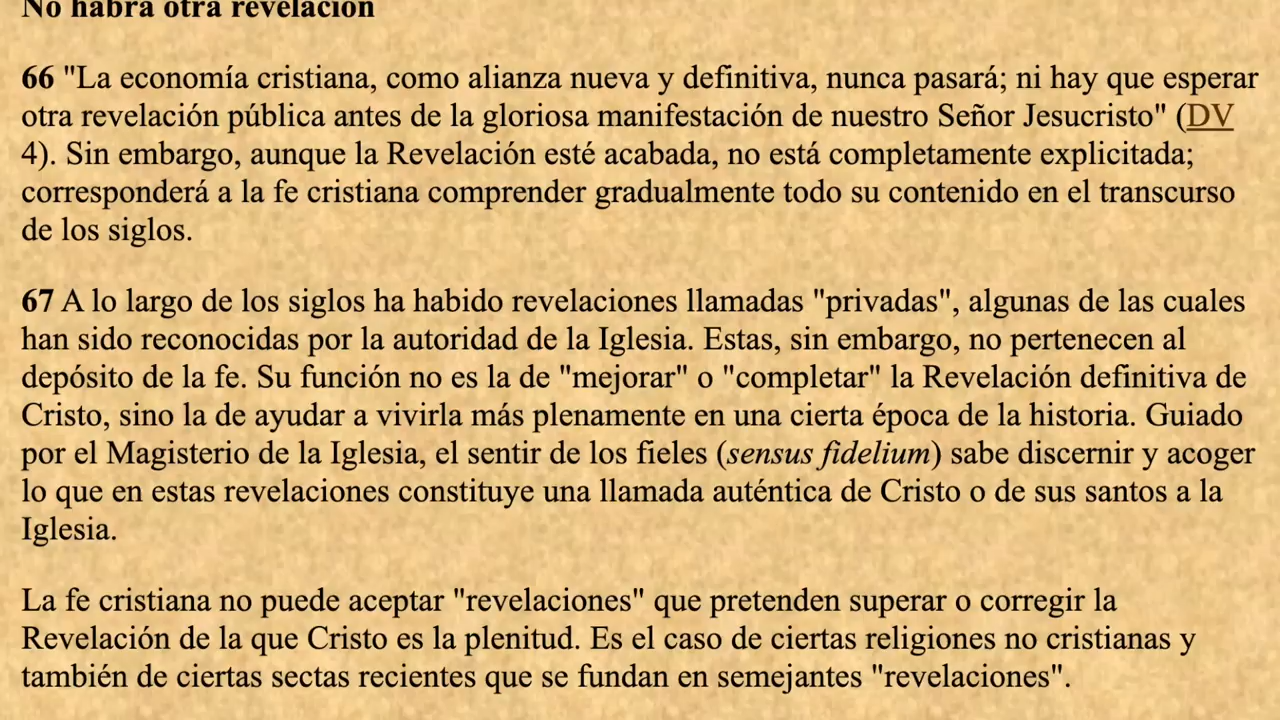 No habrá otra revelación
66 "La economía cristiana, como alianza nueva y definitiva, nunca pasará; ni hay que esperar
otra revelación pública antes de la gloriosa manifestación de nuestro Señor Jesucristo" (DV
4). Sin embargo, aunque la Revelación esté acabada, no está completamente explicitada;
corresponderá a la fe cristiana comprender gradualmente todo su contenido en el transcurso
de los siglos.
67 A lo largo de los siglos ha habido revelaciones llamadas "privadas", algunas de las cuales
han sido reconocidas por la autoridad de la Iglesia. Estas, sin embargo, no pertenecen al
depósito de la fe. Su función no es la de "mejorar" o "completar" la Revelación definitiva de
Cristo, sino la de ayudar a vivirla más plenamente en una cierta época de la historia. Guiado
por el Magisterio de la Iglesia, el sentir de los fieles (sensus fidelium) sabe discernir y acoger
lo que en estas revelaciones constituye una llamada auténtica de Cristo o de sus santos a la
Iglesia.
La fe cristiana no puede aceptar "revelaciones" que pretenden superar o corregir la
Revelación de la que Cristo es la plenitud. Es el caso de ciertas religiones no cristianas y
también de ciertas sectas recientes que se fundan en semejantes "revelaciones".